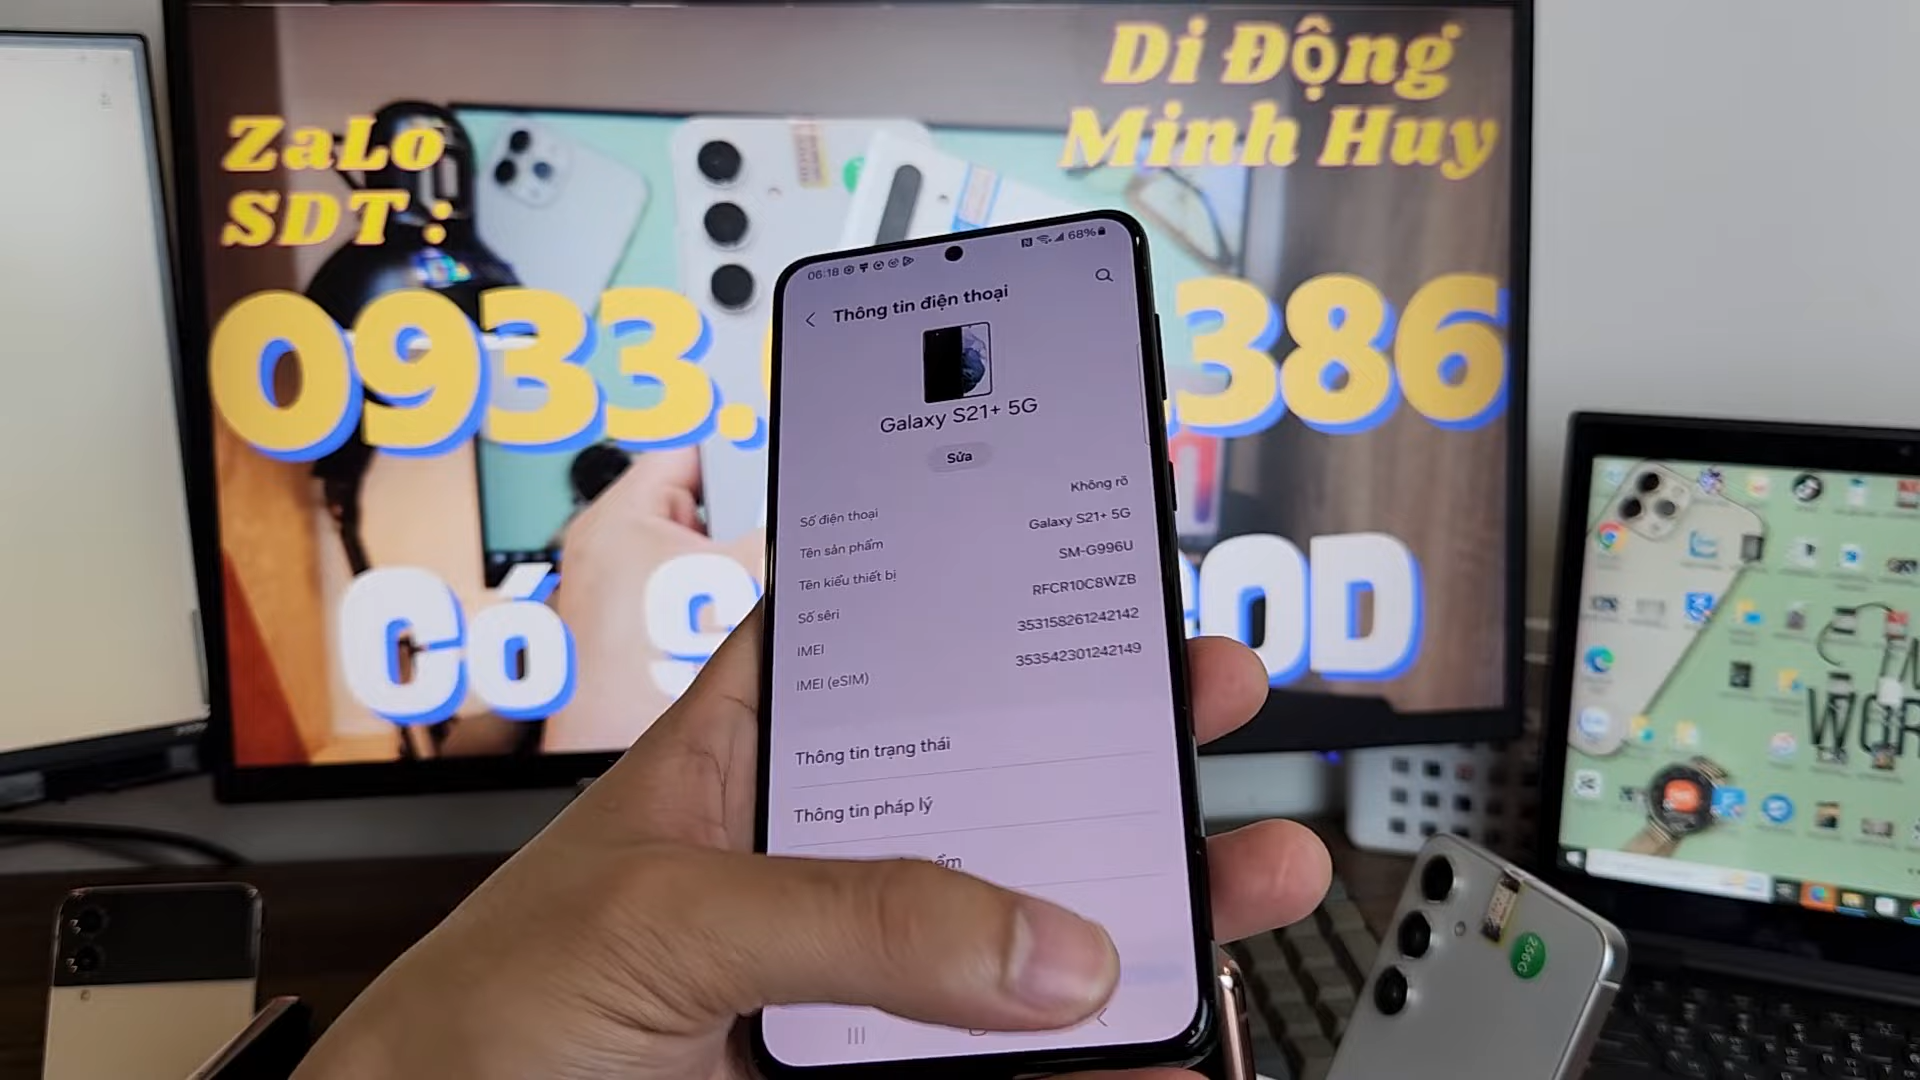 Di Động
Minh Huy
ZaLo
SDT :
0933.
.386
Có
COD
06:18
68%
Thông tin điện thoại
Galaxy S21+ 5G
Sửa
Số điện thoại
Không rõ
Tên sản phẩm
Galaxy S21+ 5G
Tên kiểu thiết bị
SM-G996U
Số sêri
RFCR10C8WZB
IMEI
353158261242142
IMEI (eSIM)
353542301242149
Thông tin trạng thái
Thông tin pháp lý
256G